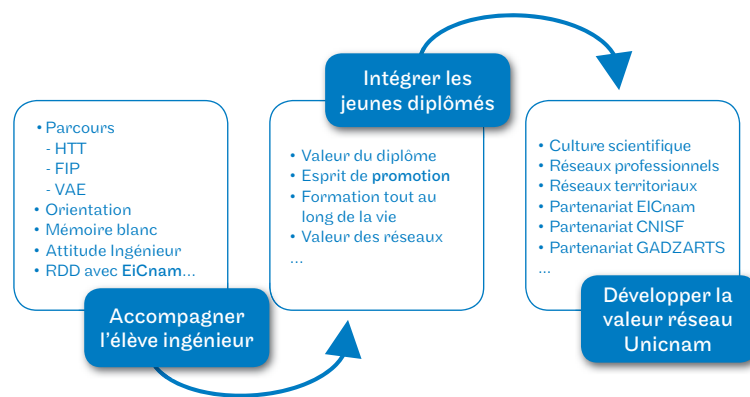 • Parcours
- HTT
- FIP
- VAE
• Orientation
• Mémoire blanc
• Attitude Ingénieur
• RDD avec EiCnam...
Accompagner
l'élève ingénieur
Intégrer les
jeunes diplômés
• Valeur du diplôme
• Esprit de promotion
• Formation tout au
long de la vie
• Valeur des réseaux
...
• Culture scientifique
• Réseaux professionnels
• Réseaux territoriaux
• Partenariat EICnam
• Partenariat CNISF
• Partenariat GADZARTS
...
Développer la
valeur réseau
Unicnam